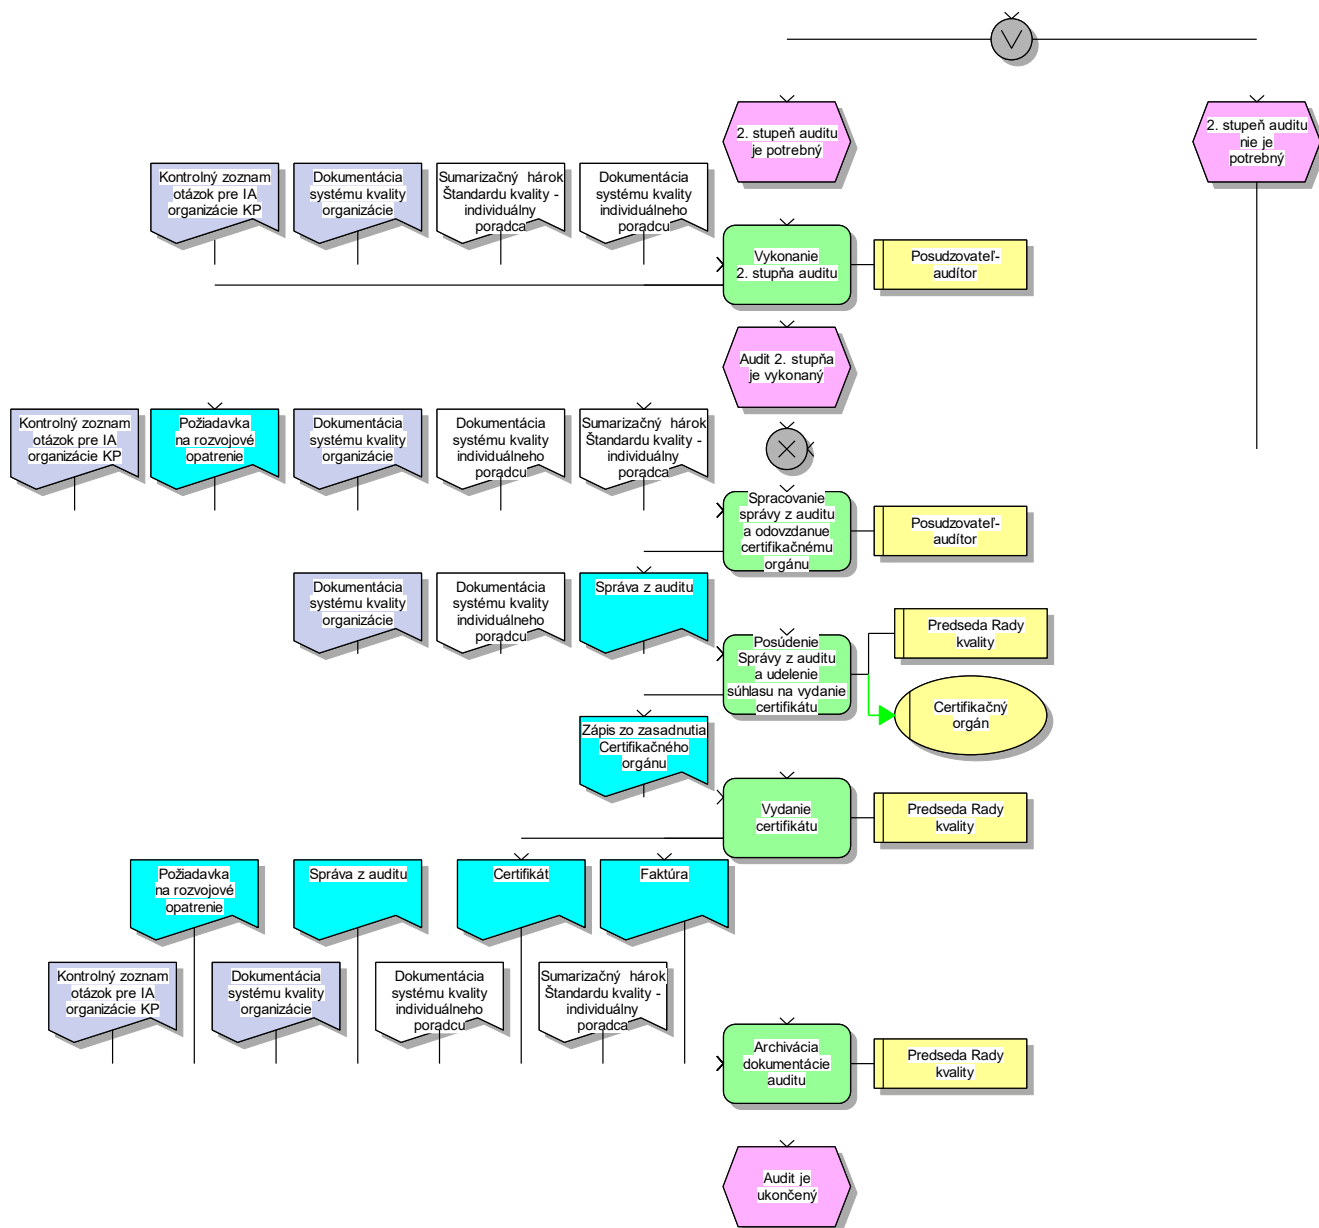 2. stupeň auditu
je potrebný
2. stupeň auditu
nie je
potrebný
Kontrolný zoznam
otázok pre IA
organizácie KP
Dokumentácia
systému kvality
organizácie
Sumarizačný hárok
Štandardu kvality -
individuálny
poradca
Dokumentácia
systému kvality
individuálneho
poradcu
Vykonanie
2. stupňa auditu
Posudzovateľ-
audítor
Audit 2. stupňa
je vykonaný
Kontrolný zoznam
otázok pre IA
organizácie KP
Požiadavka
na rozvojové
opatrenie
Dokumentácia
systému kvality
organizácie
Dokumentácia
systému kvality
individuálneho
poradcu
Sumarizačný hárok
Štandardu kvality -
individuálny
poradca
Spracovanie
správy z auditu
a odovzdanue
certifikačnému
orgánu
Posudzovateľ-
audítor
Dokumentácia
systému kvality
organizácie
Dokumentácia
systému kvality
individuálneho
poradcu
Správa z auditu
Posúdenie
Správy z auditu
a udelenie
súhlasu na vydanie
certifikátu
Predseda Rady
kvality
Certifikačný
orgán
Zápis zo zasadnutia
Certifikačného
orgánu
Vydanie
certifikátu
Predseda Rady
kvality
Požiadavka
na rozvojové
opatrenie
Správa z auditu
Certifikát
Faktúra
Kontrolný zoznam
otázok pre IA
organizácie KP
Dokumentácia
systému kvality
organizácie
Dokumentácia
systému kvality
individuálneho
poradcu
Sumarizačný hárok
Štandardu kvality -
individuálny
poradca
Archivácia
dokumentácie
auditu
Predseda Rady
kvality
Audit je
ukončený